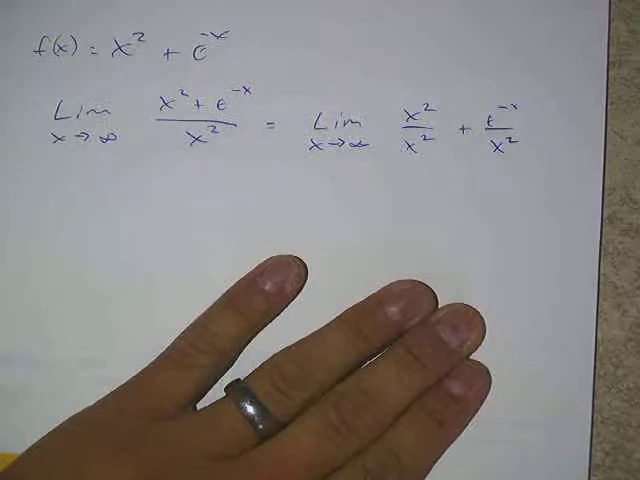 f(x) = x² + e⁻ˣ
Lim x→∞ (x² + e⁻ˣ)/x² = Lim x→∞ x²/x² + e⁻ˣ/x²